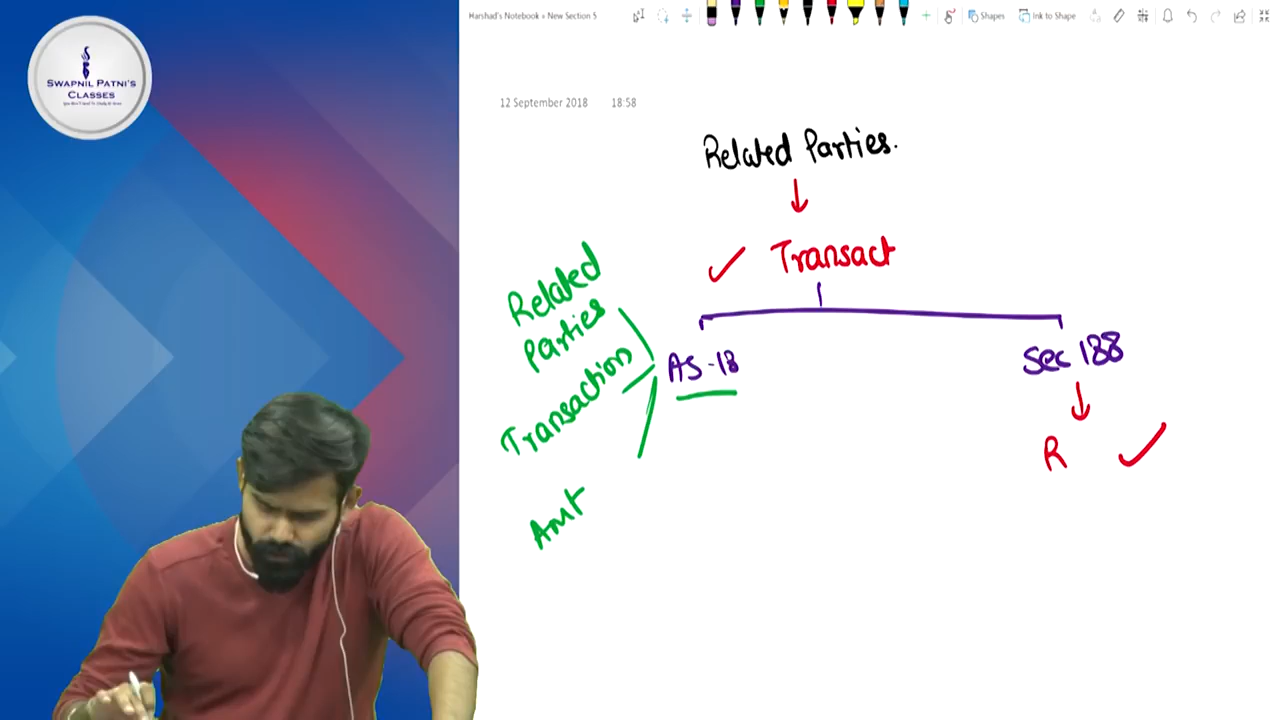 SWAPNIL PATNI'S
CLASSES
Harshad's Notebook » New Section 5
Shapes
Ink to Shape
12 September 2018 18:58
Related Parties.
Transact
Related
Parties
Transaction
Amt
AS-18
Sec 188
R